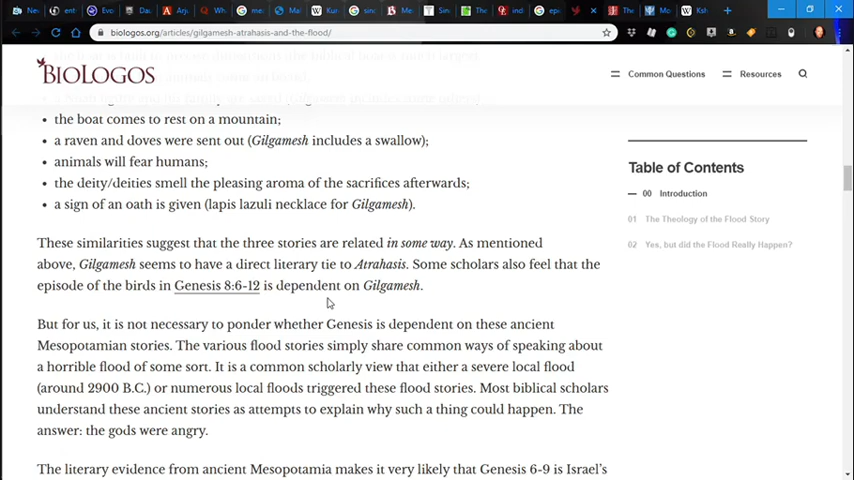 biologos.org/articles/gilgamesh-atrahasis-and-the-flood/
BIOLOGOS
Common Questions
Resources
• the boat comes to rest on a mountain;
• a raven and doves were sent out (Gilgamesh includes a swallow);
• animals will fear humans;
• the deity/deities smell the pleasing aroma of the sacrifices afterwards;
• a sign of an oath is given (lapis lazuli necklace for Gilgamesh).
These similarities suggest that the three stories are related in some way. As mentioned
above, Gilgamesh seems to have a direct literary tie to Atrahasis. Some scholars also feel that the
episode of the birds in Genesis 8:6-12 is dependent on Gilgamesh.
But for us, it is not necessary to ponder whether Genesis is dependent on these ancient
Mesopotamian stories. The various flood stories simply share common ways of speaking about
a horrible flood of some sort. It is a common scholarly view that either a severe local flood
(around 2900 B.C.) or numerous local floods triggered these flood stories. Most biblical scholars
understand these ancient stories as attempts to explain why such a thing could happen. The
answer: the gods were angry.
The literary evidence from ancient Mesopotamia makes it very likely that Genesis 6-9 is Israel's
Table of Contents
00 Introduction
01 The Theology of the Flood Story
02 Yes, but did the Flood Really Happen?